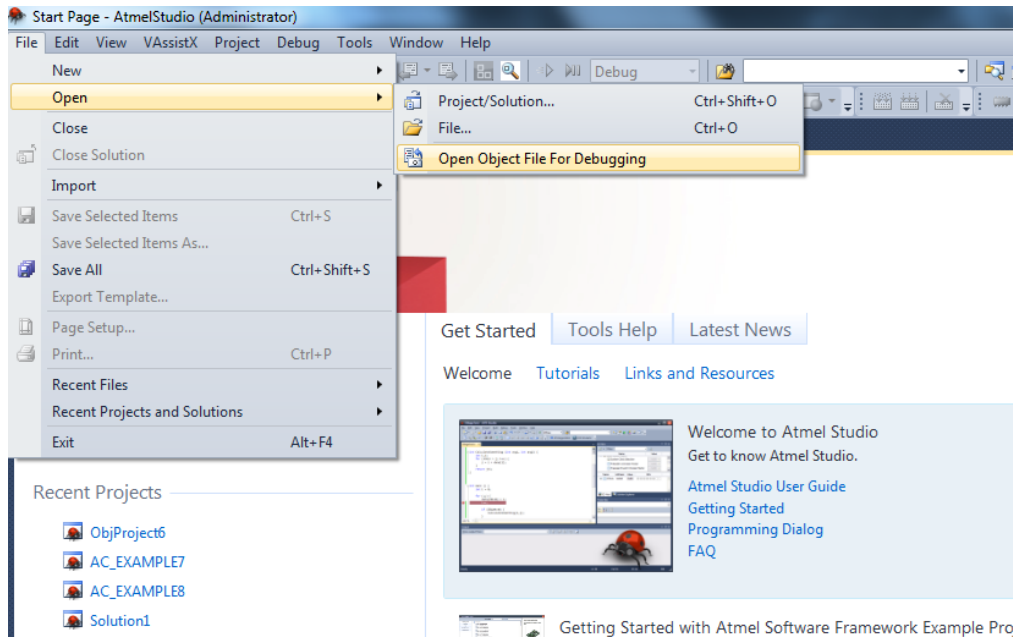 Start Page - AtmelStudio (Administrator)
File Edit View VAssistX Project Debug Tools Window Help
New
Debug
Open
Project/Solution... Ctrl+Shift+O
File... Ctrl+O
Open Object File For Debugging
Close
Close Solution
Import
Save Selected Items Ctrl+S
Save Selected Items As...
Save All Ctrl+Shift+S
Export Template...
Page Setup...
Print... Ctrl+P
Recent Files
Recent Projects and Solutions
Exit Alt+F4
Get Started Tools Help Latest News
Welcome Tutorials Links and Resources
Welcome to Atmel Studio
Get to know Atmel Studio.
Atmel Studio User Guide
Getting Started
Programming Dialog
FAQ
Recent Projects
ObjProject6
AC_EXAMPLE7
AC_EXAMPLE8
Solution1
Getting Started with Atmel Software Framework Example Pro